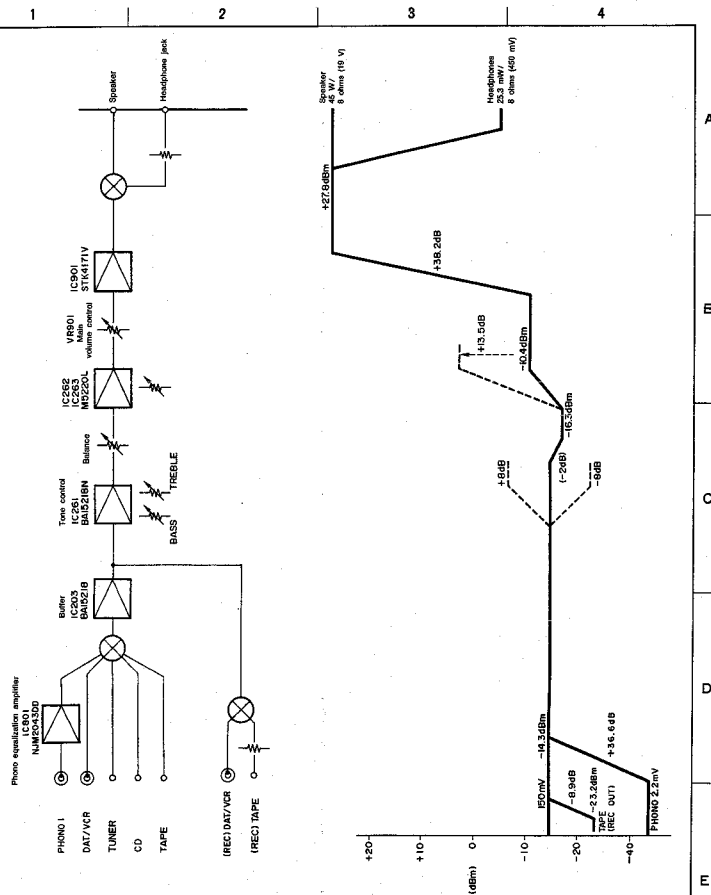 1
2
3
4
A
B
C
D
E
Speaker
Headphone jack
IC901
STK4171V
VR901
Main
volume control
IC262
IC263
M5220L
Balance
Tone control
IC261
BA15218N
TREBLE
BASS
Buffer
IC203
BA15218
Phono equalization amplifier
IC801
NJM2043DD
PHONO 1
DAT/VCR
TUNER
CD
TAPE
(REC) DAT/VCR
(REC) TAPE
Speaker
45 W/
8 ohms (19 V)
Headphones
25.3 mW/
8 ohms (450 mV)
+27.8dBm
+38.2dB
+13.5dB
-10.4dBm
-16.3dBm
(-2dB)
+8dB
-8dB
-14.3dBm
+36.6dB
150mV
-8.9dB
-23.2dBm
TAPE
(REC OUT)
PHONO 2.2mV
+20
+10
0
(dBm)
-10
-20
-40